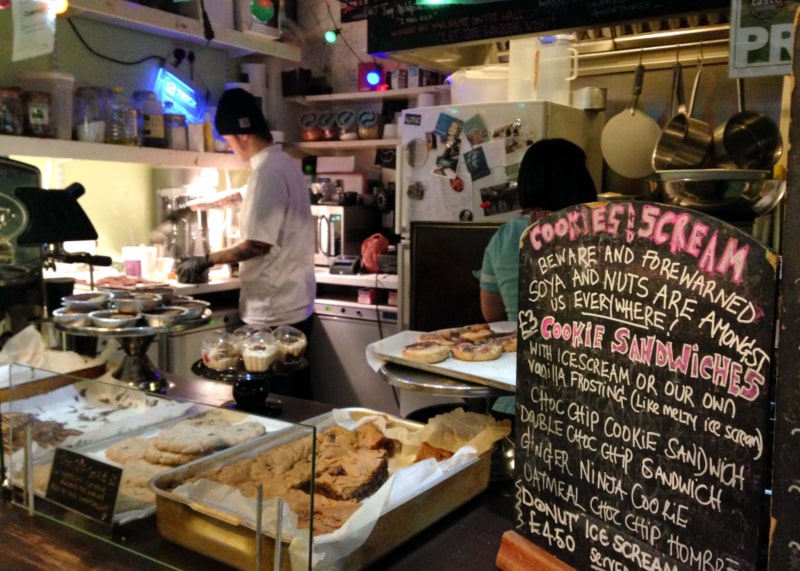 COOKIES & SCREAM
BEWARE AND FOREWARNED
SOYA AND NUTS ARE AMONGST
US EVERYWHERE!
£3 COOKIE SANDWICHES
WITH ICESCREAM OR OUR OWN
Vanilla FROSTING (LIKE MELTY ICE SCREAM)
CHOC CHIP COOKIE SANDWICH
DOUBLE CHOC CHIP SANDWICH
GINGER NINJA COOKIE
OATMEAL CHOC CHIP HOMBRE
DONUT ICE SCREAM
£4.50 SERVE
PR